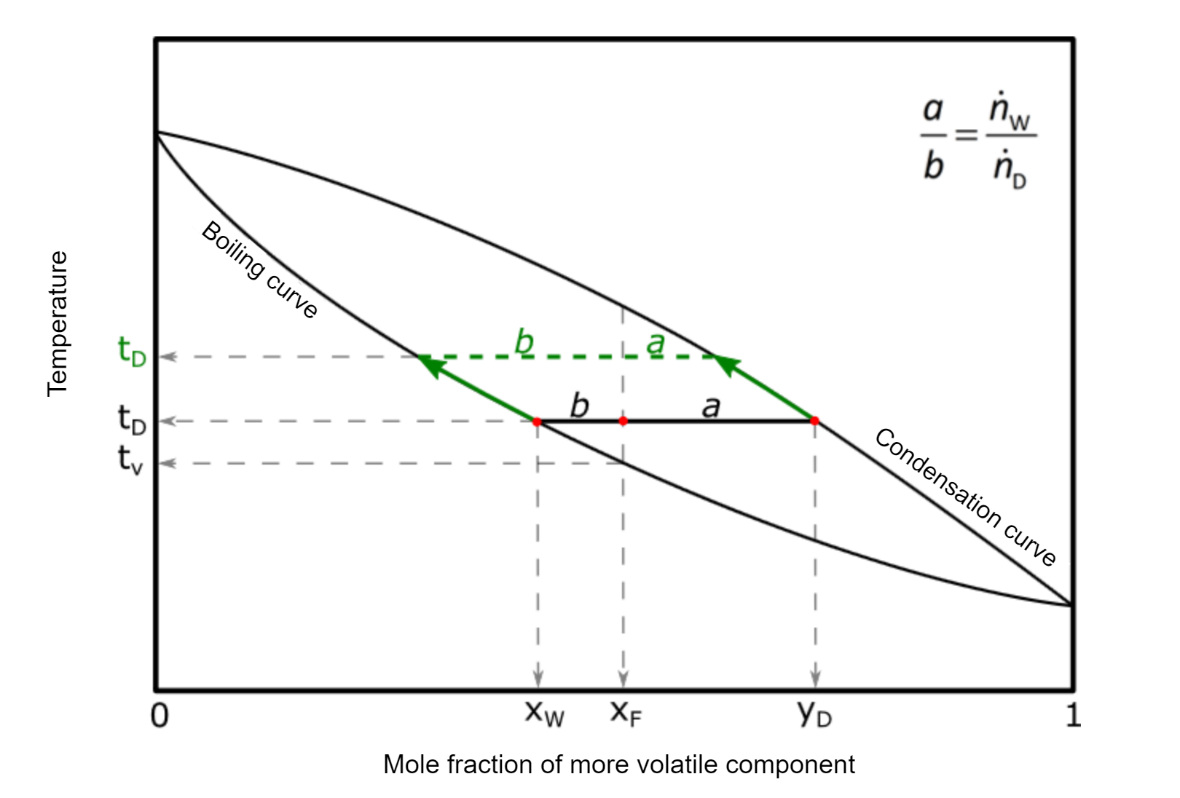 a/b = ṅW/ṅD
Boiling curve
Temperature
b a
tD
b a
tD
tv
Condensation curve
0 xW xF yD 1
Mole fraction of more volatile component